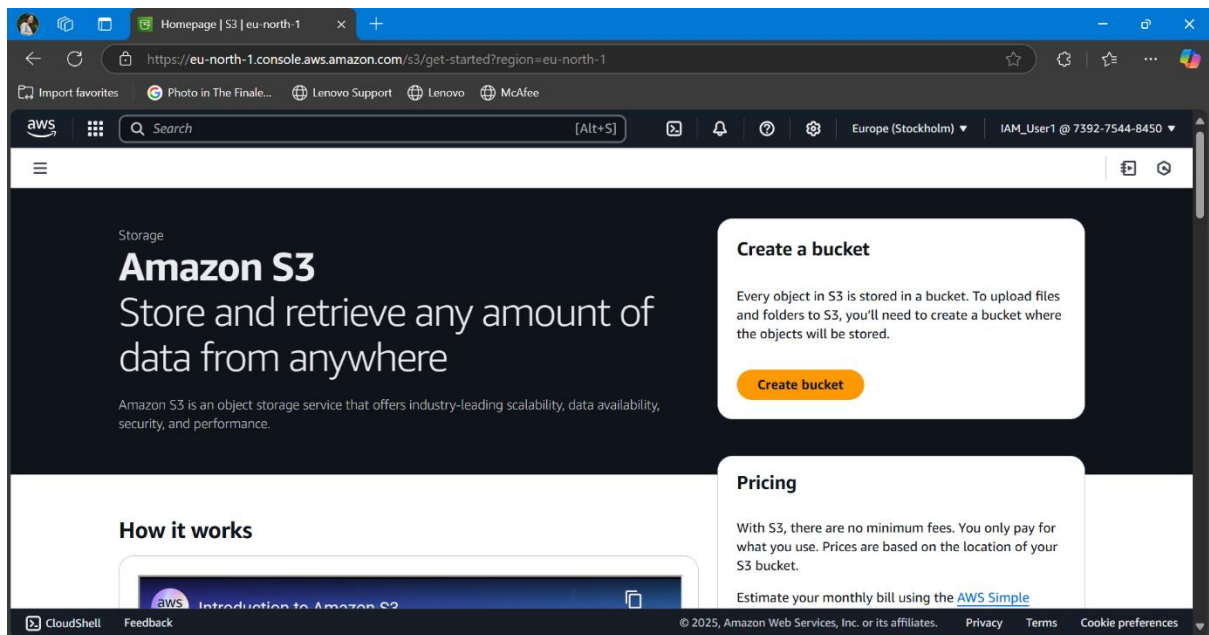 Homepage | S3 | eu-north-1
https://eu-north-1.console.aws.amazon.com/s3/get-started?region=eu-north-1
Import favorites Photo in The Finale... Lenovo Support Lenovo McAfee
aws Search [Alt+S] Europe (Stockholm) IAM_User1 @ 7392-7544-8450
Storage
Amazon S3
Store and retrieve any amount of
data from anywhere
Amazon S3 is an object storage service that offers industry-leading scalability, data availability,
security, and performance.
Create a bucket
Every object in S3 is stored in a bucket. To upload files
and folders to S3, you'll need to create a bucket where
the objects will be stored.
Create bucket
Pricing
With S3, there are no minimum fees. You only pay for
what you use. Prices are based on the location of your
S3 bucket.
Estimate your monthly bill using the AWS Simple
How it works
aws Introduction to Amazon S3
CloudShell Feedback © 2025, Amazon Web Services, Inc. or its affiliates. Privacy Terms Cookie preferences